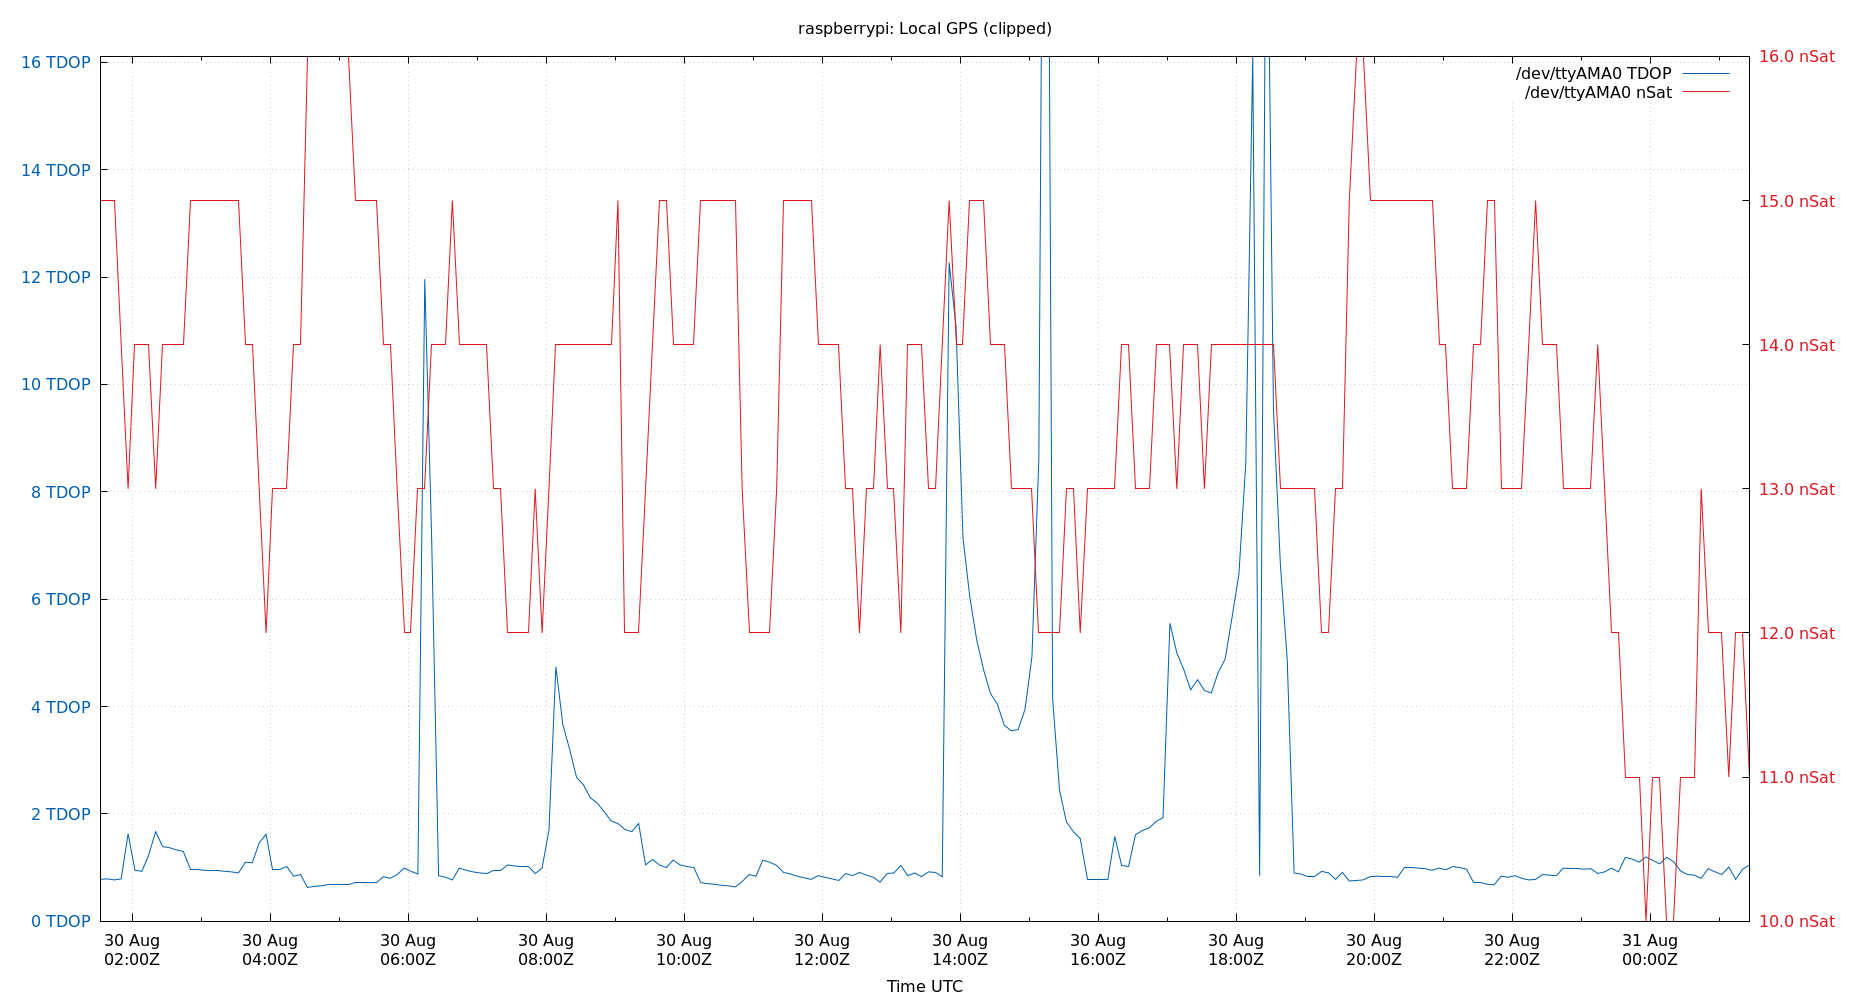 raspberrypi: Local GPS (clipped)
16 TDOP
14 TDOP
12 TDOP
10 TDOP
8 TDOP
6 TDOP
4 TDOP
2 TDOP
0 TDOP
16.0 nSat
15.0 nSat
14.0 nSat
13.0 nSat
12.0 nSat
11.0 nSat
10.0 nSat
/dev/ttyAMA0 TDOP
/dev/ttyAMA0 nSat
30 Aug
02:00Z
30 Aug
04:00Z
30 Aug
06:00Z
30 Aug
08:00Z
30 Aug
10:00Z
30 Aug
12:00Z
30 Aug
14:00Z
30 Aug
16:00Z
30 Aug
18:00Z
30 Aug
20:00Z
30 Aug
22:00Z
31 Aug
00:00Z
Time UTC